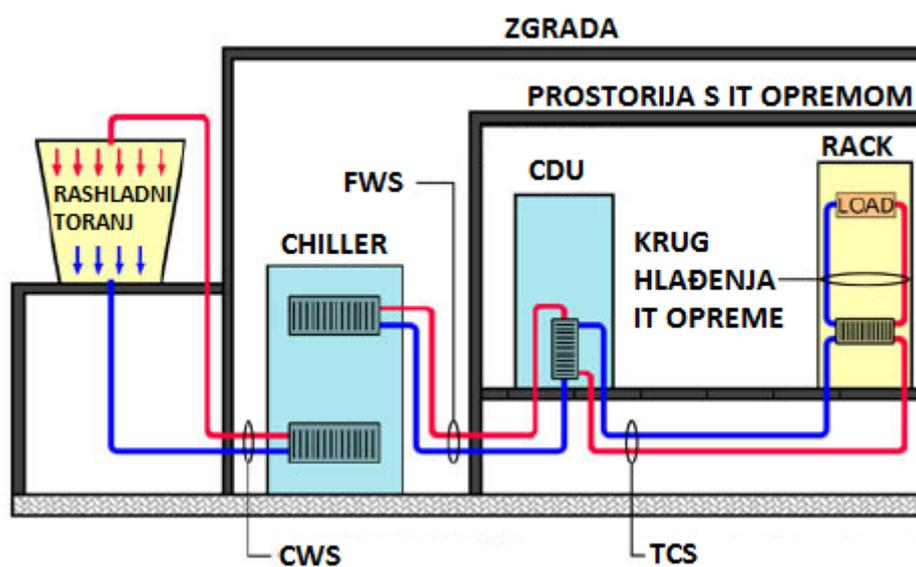 ZGRADA
PROSTORIJA S IT OPREMOM
RACK
CDU
FWS
RASHLADNI
TORANJ
LOAD
CHILLER
KRUG
HLAĐENJA
IT OPREME
CWS
TCS